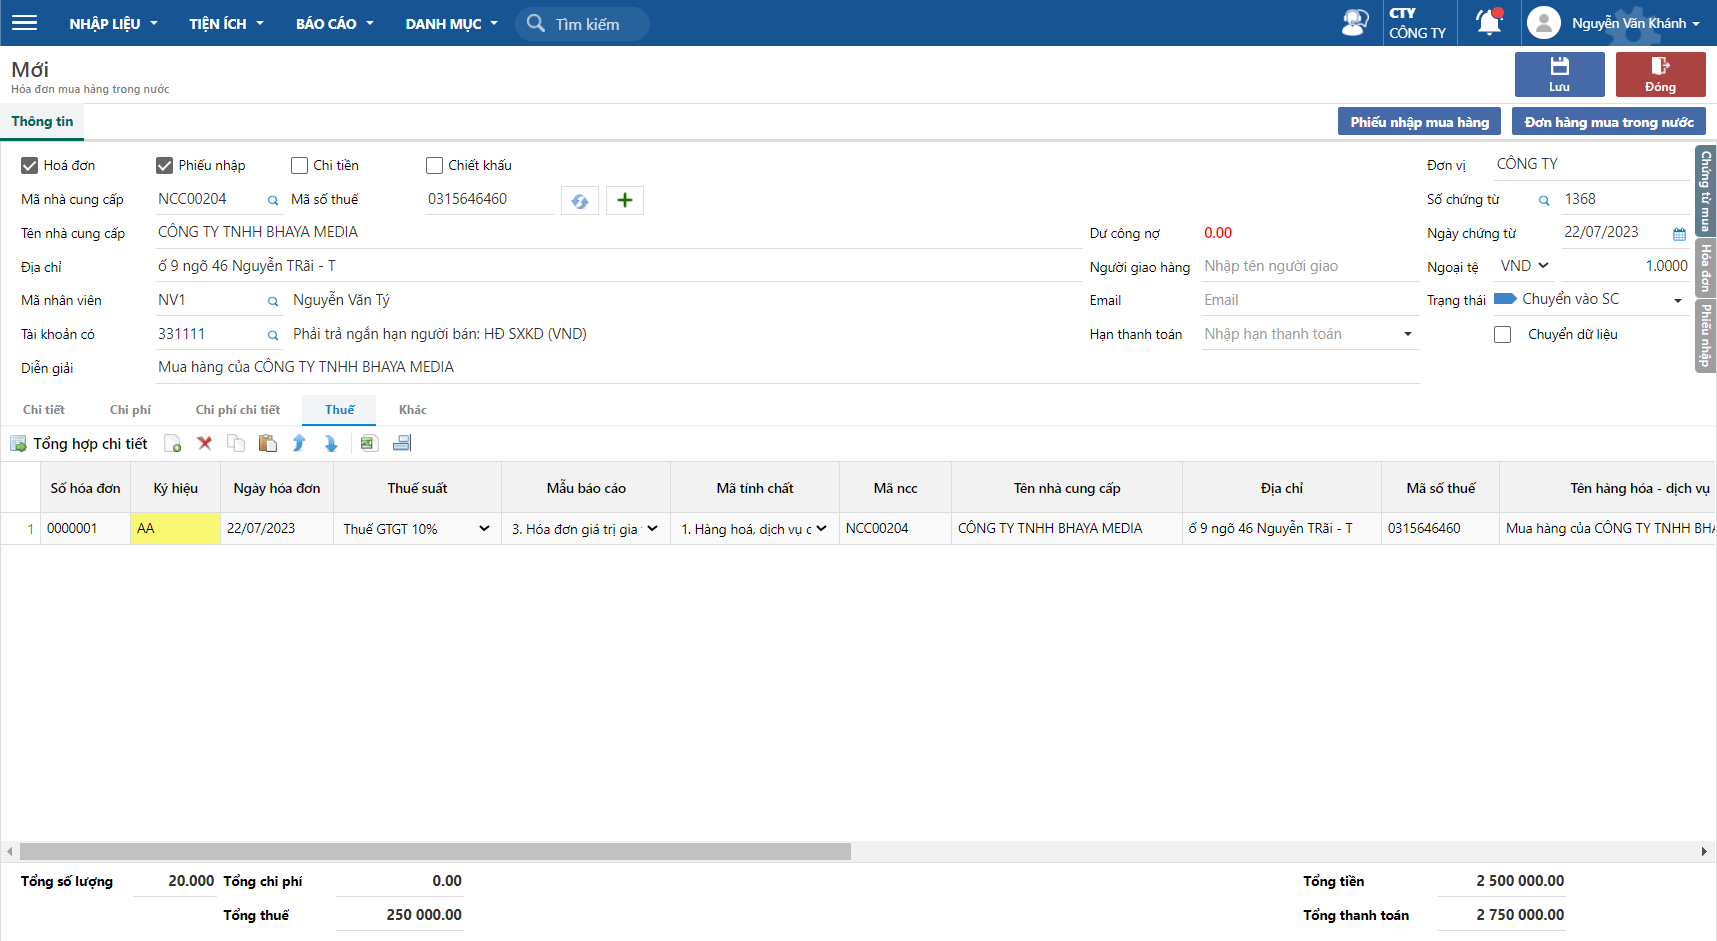 NHẬP LIỆU TIỆN ÍCH BÁO CÁO DANH MỤC Tìm kiếm CTY CÔNG TY Nguyễn Văn Khánh
Mới
Hóa đơn mua hàng trong nước
Lưu Đóng
Thông tin Phiếu nhập mua hàng Đơn hàng mua trong nước
Hoá đơn Phiếu nhập Chi tiền Chiết khấu Đơn vị CÔNG TY
Mã nhà cung cấp NCC00204 Mã số thuế 0315646460 Số chứng từ 1368
Tên nhà cung cấp CÔNG TY TNHH BHAYA MEDIA Dư công nợ 0.00 Ngày chứng từ 22/07/2023
Địa chỉ ố 9 ngõ 46 Nguyễn TRãi - T Người giao hàng Nhập tên người giao Ngoại tệ VND 1.0000
Mã nhân viên NV1 Nguyễn Văn Tý Email Email Trạng thái Chuyển vào SC
Tài khoản có 331111 Phải trả ngắn hạn người bán: HĐ SXKD (VND) Hạn thanh toán Nhập hạn thanh toán Chuyển dữ liệu
Diễn giải Mua hàng của CÔNG TY TNHH BHAYA MEDIA
Chứng từ mua
Hóa đơn
Phiếu nhập
Chi tiết Chi phí Chi phí chi tiết Thuế Khác
Tổng hợp chi tiết
Số hóa đơn Ký hiệu Ngày hóa đơn Thuế suất Mẫu báo cáo Mã tính chất Mã ncc Tên nhà cung cấp Địa chỉ Mã số thuế Tên hàng hóa - dịch vụ
1 0000001 AA 22/07/2023 Thuế GTGT 10% 3. Hóa đơn giá trị gia 1. Hàng hoá, dịch vụ c NCC00204 CÔNG TY TNHH BHAYA MEDIA ố 9 ngõ 46 Nguyễn TRãi - T 0315646460 Mua hàng của CÔNG TY TNHH BHA
Tổng số lượng 20.000 Tổng chi phí 0.00 Tổng tiền 2 500 000.00
Tổng thuế 250 000.00 Tổng thanh toán 2 750 000.00